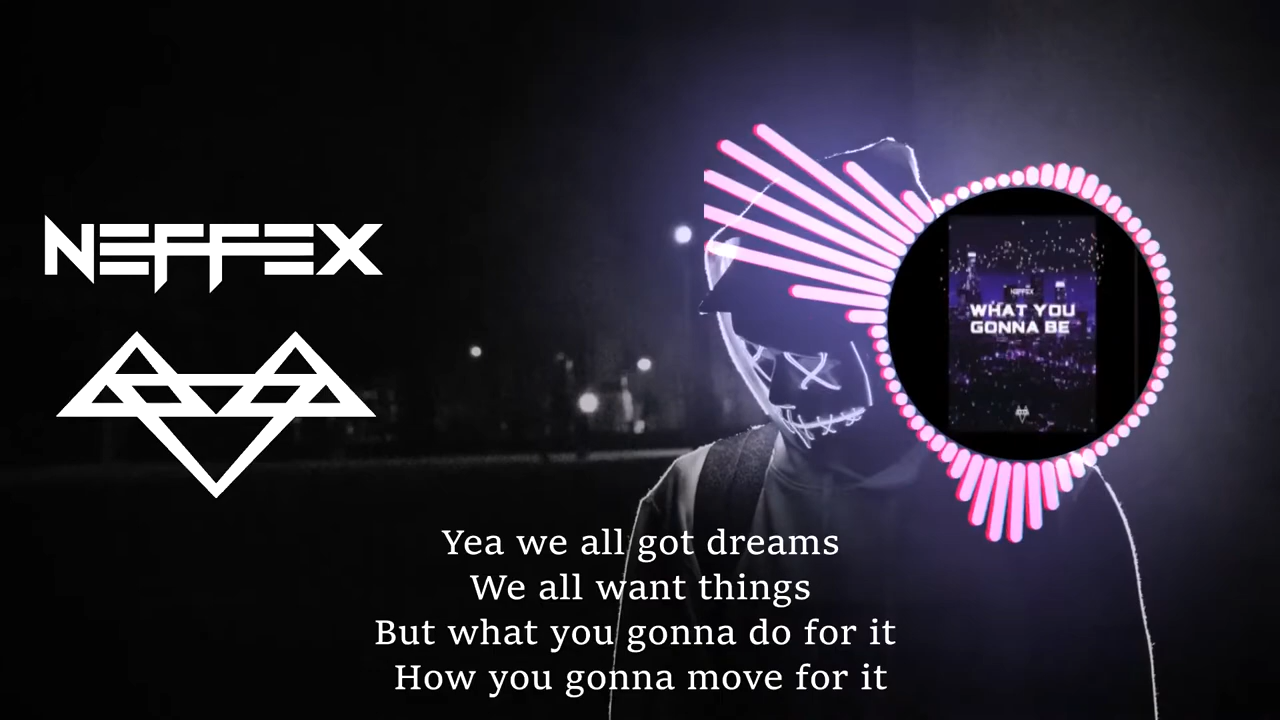 NEFFEX
NEFFEX
WHAT YOU
GONNA BE
Yea we all got dreams
We all want things
But what you gonna do for it
How you gonna move for it